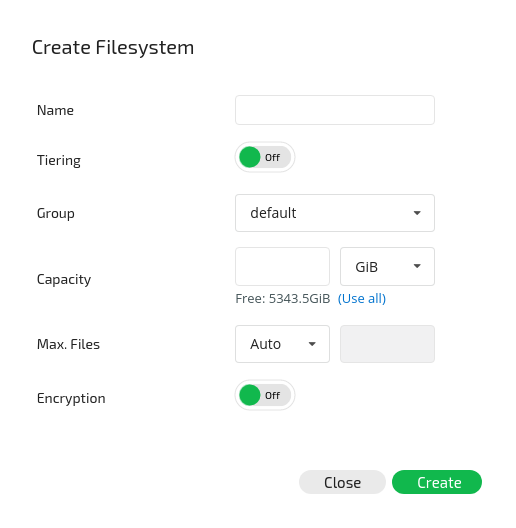 Create Filesystem
Name
Tiering Off
Group default
Capacity GiB
Free: 5343.5GiB (Use all)
Max. Files Auto
Encryption Off
Close Create